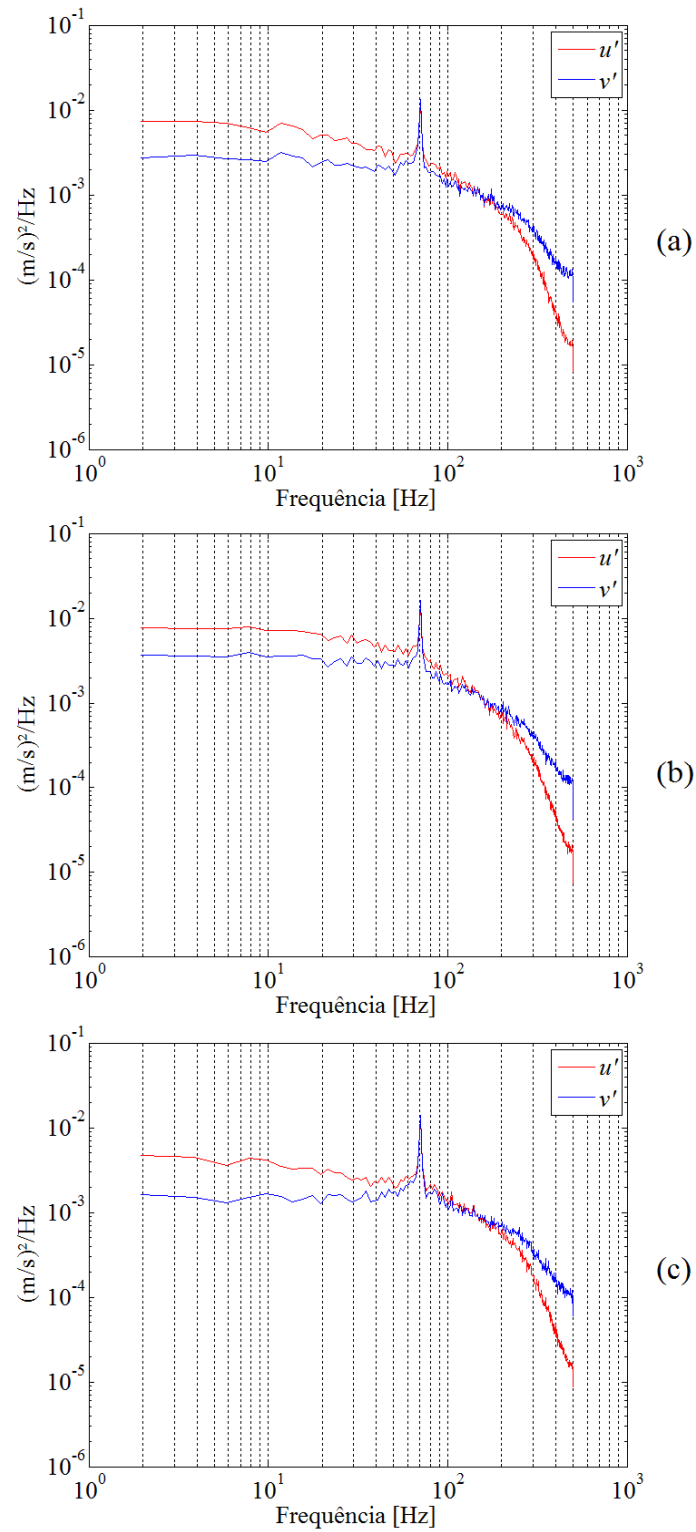 10⁻¹
u'
v'
10⁻²
10⁻³
(m/s)²/Hz
(a)
10⁻⁴
10⁻⁵
10⁻⁶
10⁰ 10¹ 10² 10³
Frequência [Hz]
10⁻¹
u'
v'
10⁻²
10⁻³
(m/s)²/Hz
(b)
10⁻⁴
10⁻⁵
10⁻⁶
10⁰ 10¹ 10² 10³
Frequência [Hz]
10⁻¹
u'
v'
10⁻²
10⁻³
(m/s)²/Hz
(c)
10⁻⁴
10⁻⁵
10⁻⁶
10⁰ 10¹ 10² 10³
Frequência [Hz]